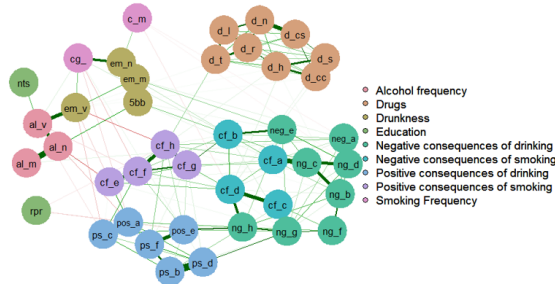 c_m
d_l
d_n
d_cs
d_r
d_t
d_s
d_h
d_cc
cg_
em_n
em_m
nts
em_v
5bb
al_v
al_n
al_m
cf_h
cf_b
neg_e
neg_a
cf_f
cf_g
cf_a
ng_c
ng_d
cf_e
cf_d
ng_b
rpr
cf_c
pos_a
ps_c
pos_e
ng_h
ng_g
ng_f
ps_f
ps_d
ps_b
Alcohol frequency
Drugs
Drunkness
Education
Negative consequences of drinking
Negative consequences of smoking
Positive consequences of drinking
Positive consequences of smoking
Smoking Frequency